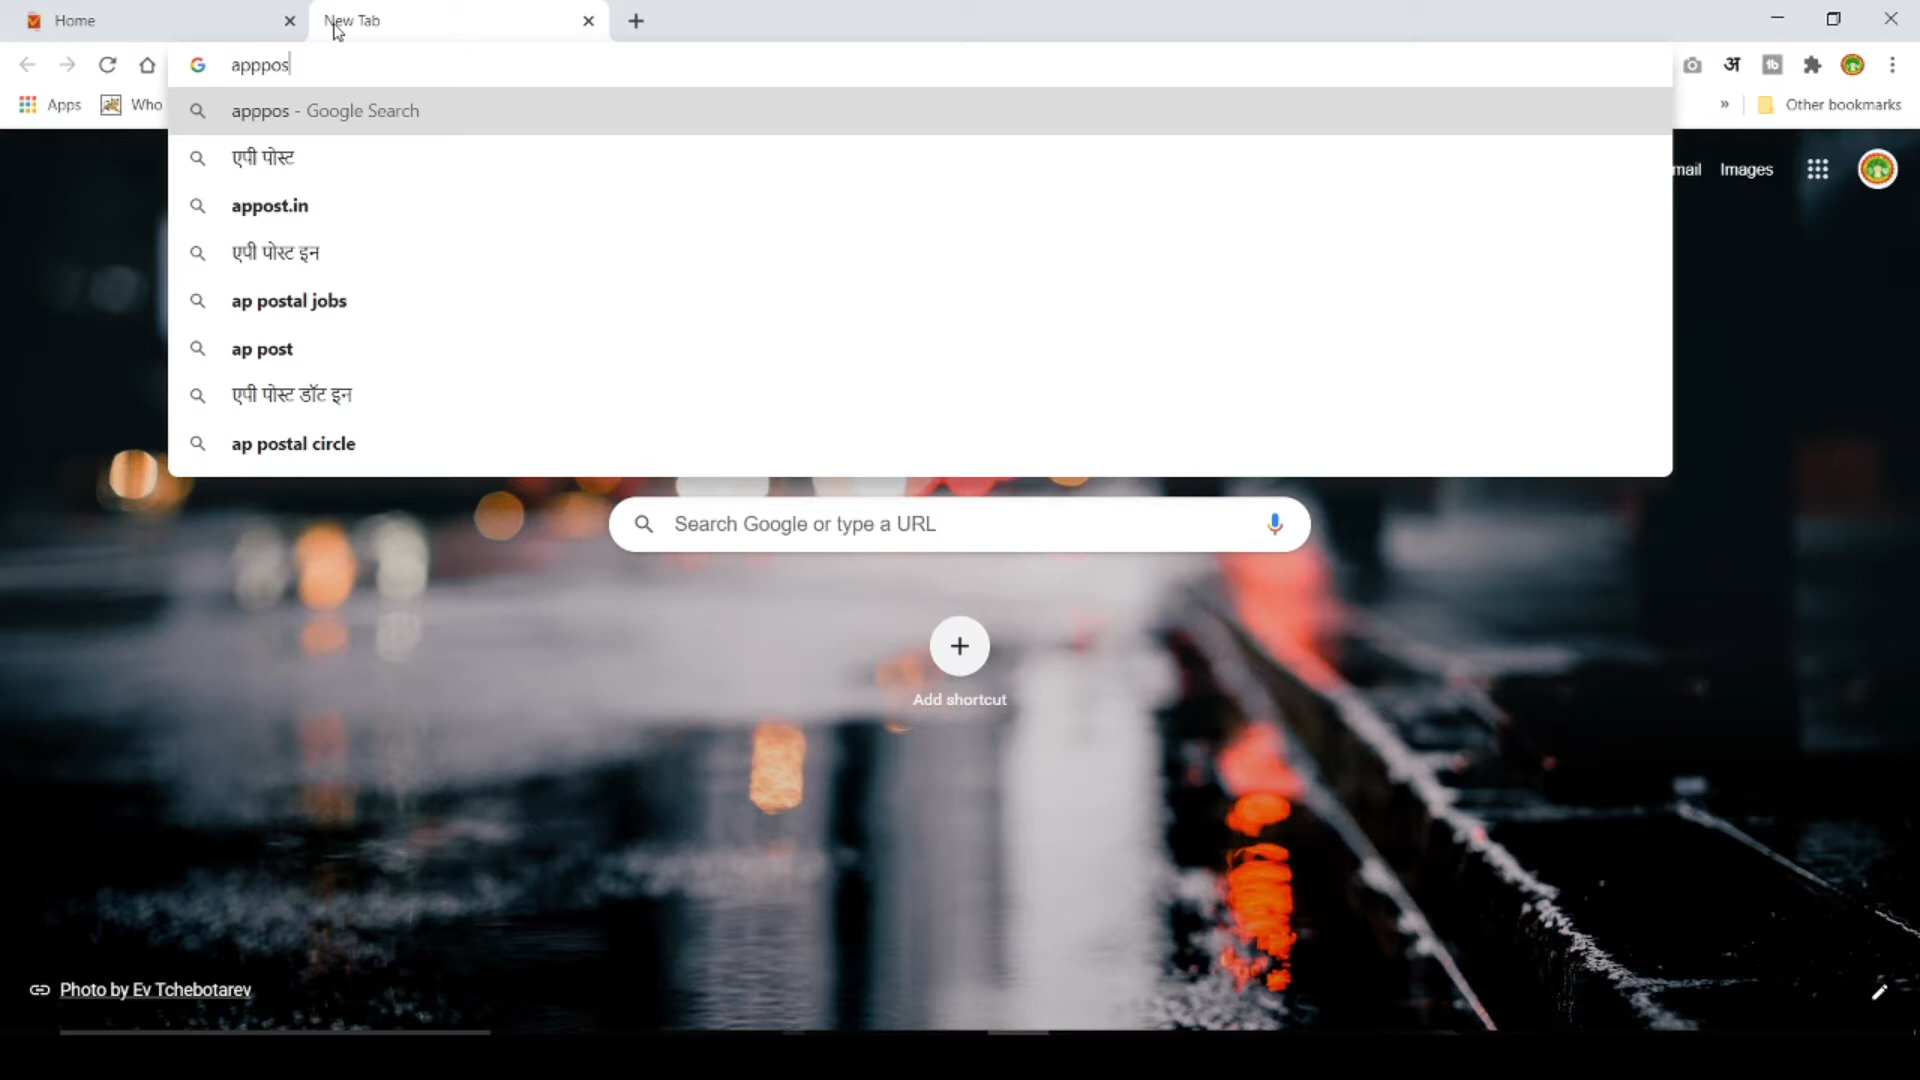 Home
New Tab
apppos
Apps
Who
Other bookmarks
apppos - Google Search
एपी पोस्ट
appost.in
एपी पोस्ट इन
ap postal jobs
ap post
एपी पोस्ट डॉट इन
ap postal circle
mail Images
Search Google or type a URL
Add shortcut
Photo by Ev Tchebotarev